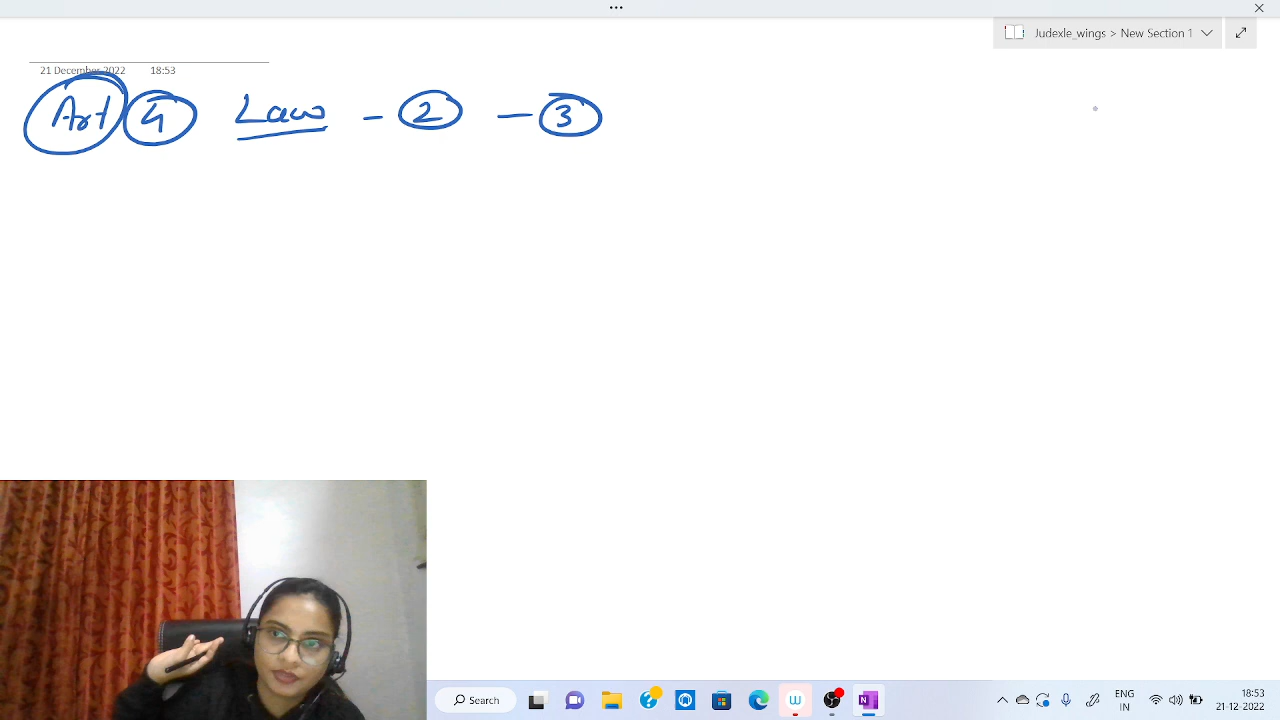 ...
Judexle_wings > New Section 1
21 December 2022 18:53
Art 4 Law - 2 - 3
Search
IN
18:53
21-12-2022